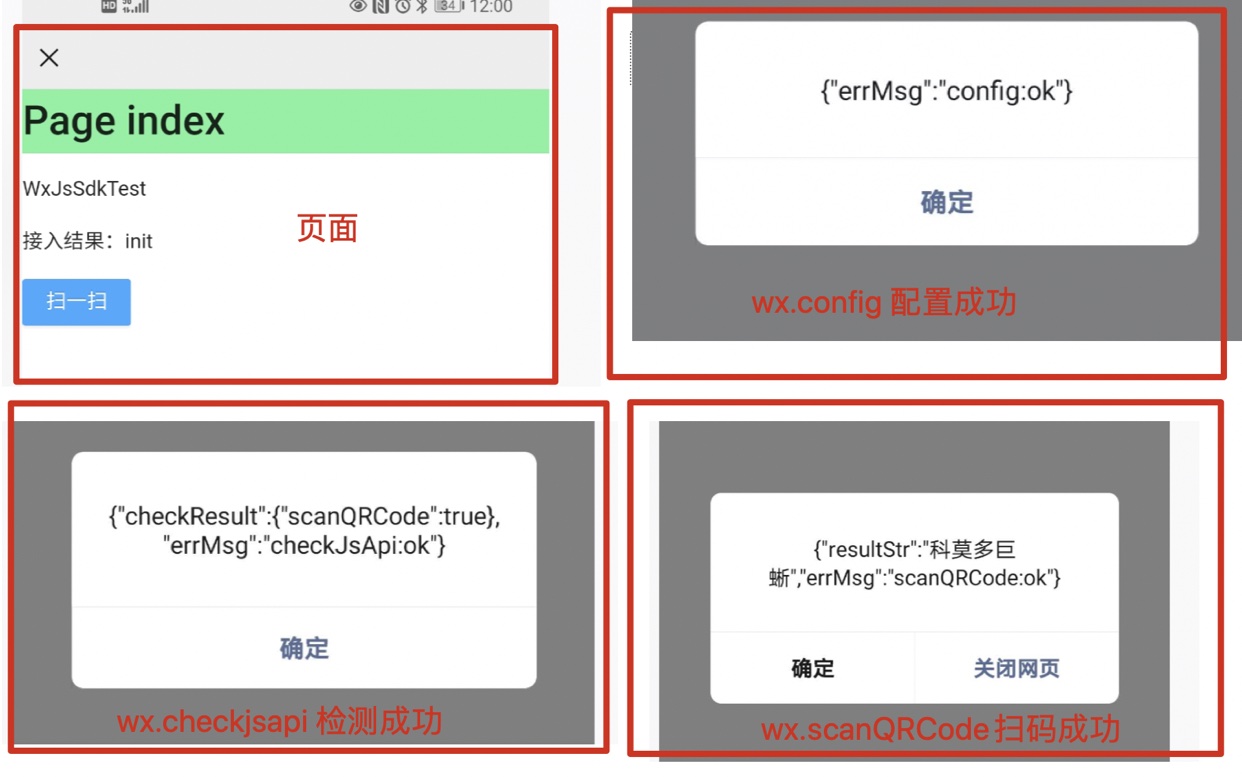 HD 34 12:00
Page index
WxJsSdkTest
接入结果：init
页面
扫一扫
{"errMsg":"config:ok"}
确定
wx.config 配置成功
{"checkResult":{"scanQRCode":true},
"errMsg":"checkJsApi:ok"}
确定
wx.checkjsapi 检测成功
{"resultStr":"科莫多巨
蜥","errMsg":"scanQRCode:ok"}
确定 关闭网页
wx.scanQRCode 扫码成功